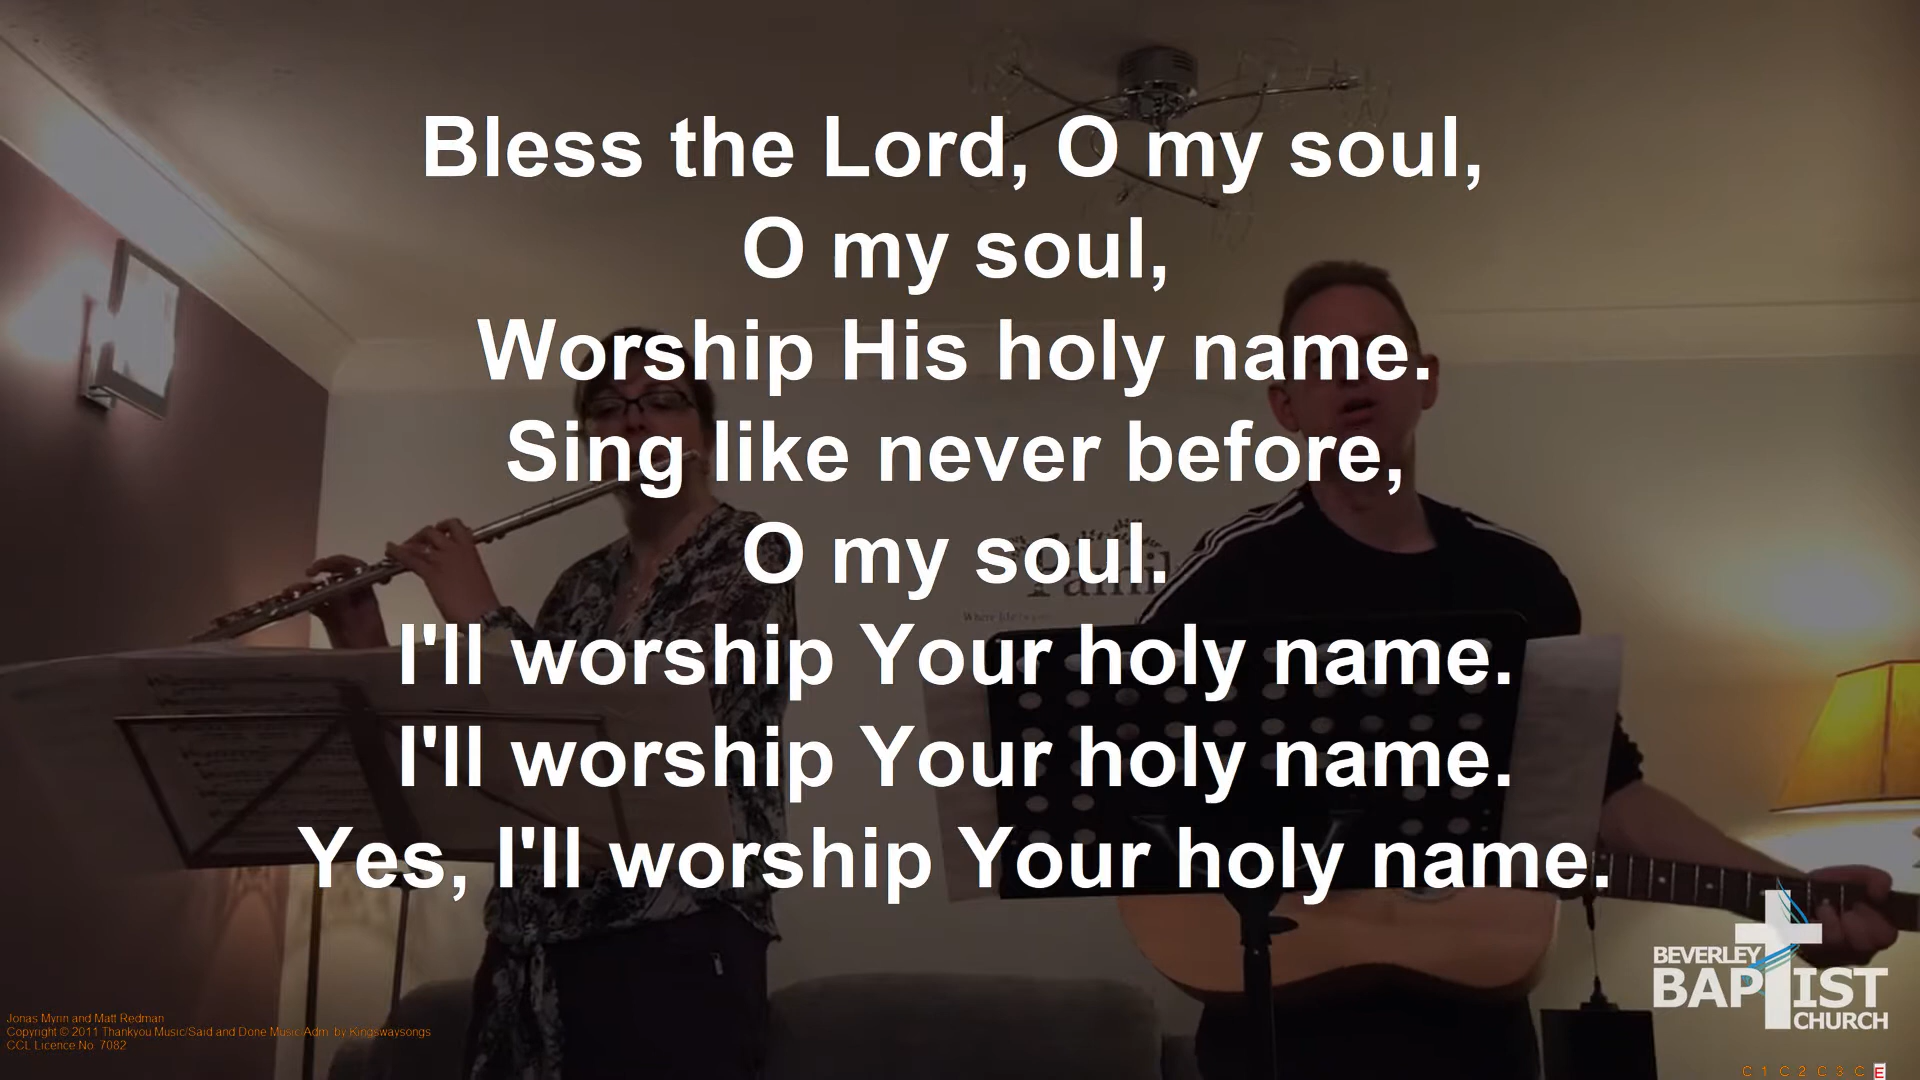 Bless the Lord, O my soul,
O my soul,
Worship His holy name.
Sing like never before,
O my soul.
I'll worship Your holy name.
I'll worship Your holy name.
Yes, I'll worship Your holy name.
Jonas Myrin and Matt Redman
Copyright © 2011 Thankyou Music/Said and Done Music/Adm. by Kingswaysongs
CCL Licence No. 7082
BEVERLEY
BAPTIST
CHURCH
C 1 C 2 C 3 C E